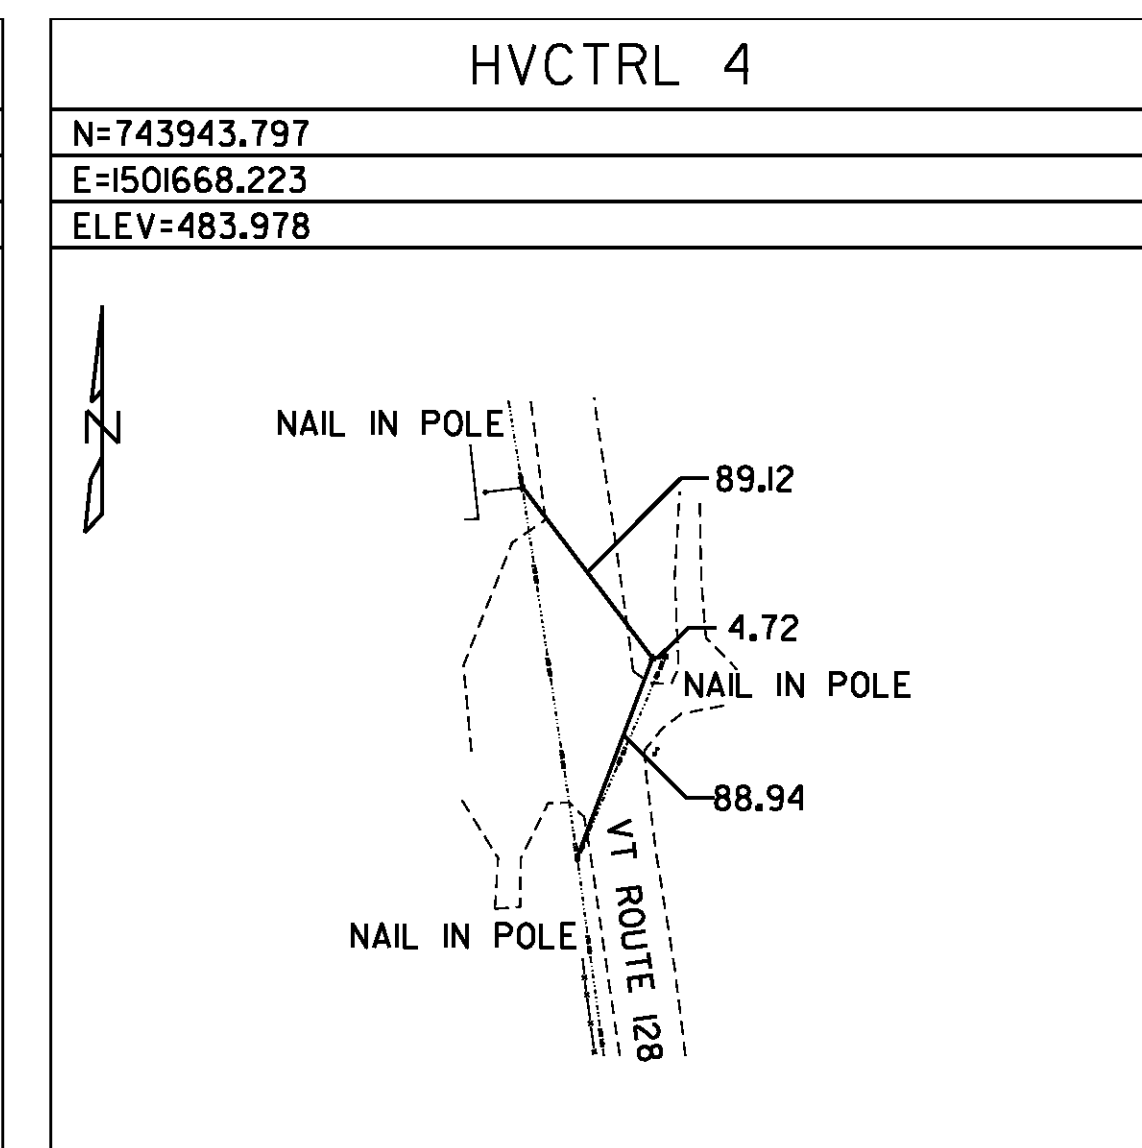 HVCTRL 4
N=743943.797
E=1501668.223
ELEV=483.978
N
NAIL IN POLE
89.12
4.72
NAIL IN POLE
88.94
VT ROUTE 128
NAIL IN POLE